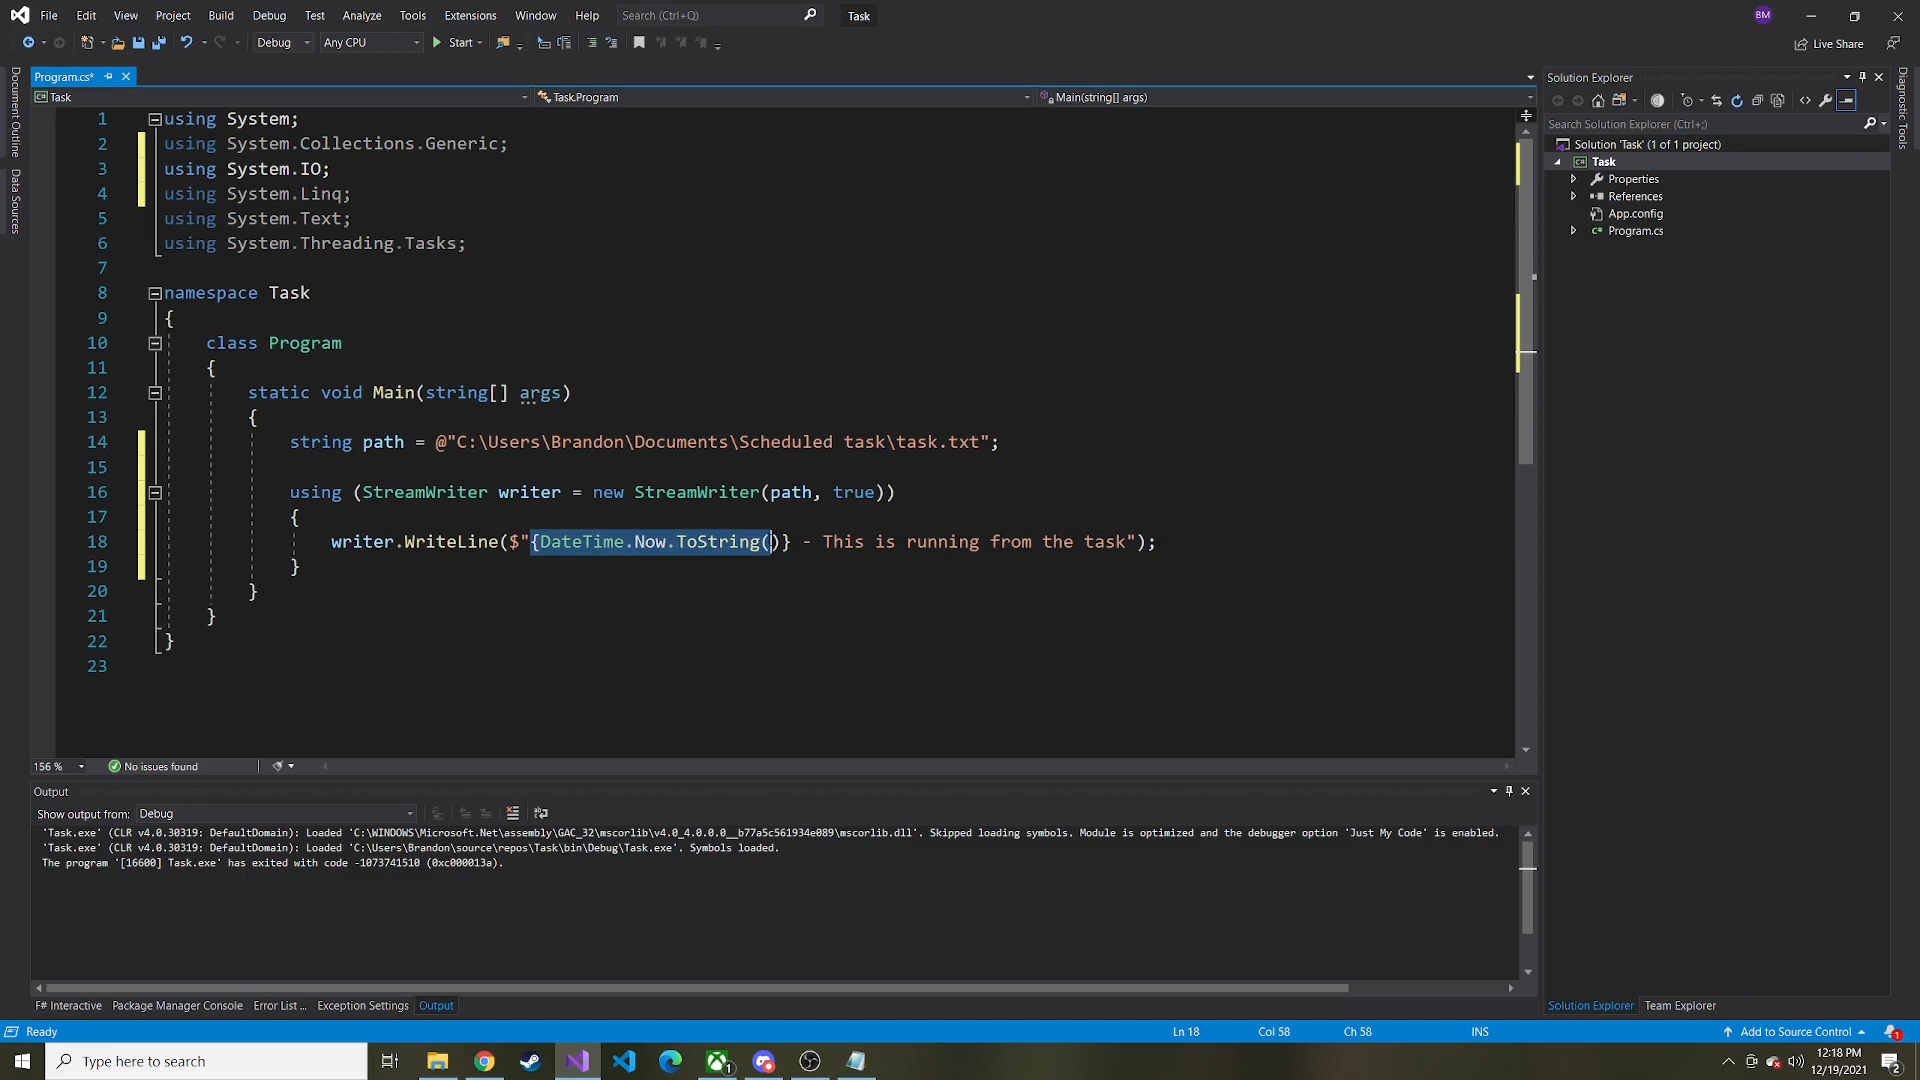 File Edit View Project Build Debug Test Analyze Tools Extensions Window Help Search (Ctrl+Q) Task BM
Debug Any CPU Start Live Share
Program.cs*
Task Task.Program Main(string[] args)
1 using System;
2 using System.Collections.Generic;
3 using System.IO;
4 using System.Linq;
5 using System.Text;
6 using System.Threading.Tasks;
7
8 namespace Task
9 {
10 class Program
11 {
12 static void Main(string[] args)
13 {
14 string path = @"C:\Users\Brandon\Documents\Scheduled task\task.txt";
15
16 using (StreamWriter writer = new StreamWriter(path, true))
17 {
18 writer.WriteLine($"{DateTime.Now.ToString()} - This is running from the task");
19 }
20 }
21 }
22 }
23
156 % No issues found
Output
Show output from: Debug
'Task.exe' (CLR v4.0.30319: DefaultDomain): Loaded 'C:\WINDOWS\Microsoft.Net\assembly\GAC_32\mscorlib\v4.0_4.0.0.0__b77a5c561934e089\mscorlib.dll'. Skipped loading symbols. Module is optimized and the debugger option 'Just My Code' is enabled.
'Task.exe' (CLR v4.0.30319: DefaultDomain): Loaded 'C:\Users\Brandon\source\repos\Task\bin\Debug\Task.exe'. Symbols loaded.
The program '[16600] Task.exe' has exited with code -1073741510 (0xc000013a).
F# Interactive Package Manager Console Error List ... Exception Settings Output
Document Outline
Data Sources
Solution Explorer
Search Solution Explorer (Ctrl+;)
Solution 'Task' (1 of 1 project)
Task
Properties
References
App.config
Program.cs
Solution Explorer Team Explorer
Diagnostic Tools
Ready Ln 18 Col 58 Ch 58 INS Add to Source Control 1
Type here to search 1 12:18 PM
12/19/2021 2